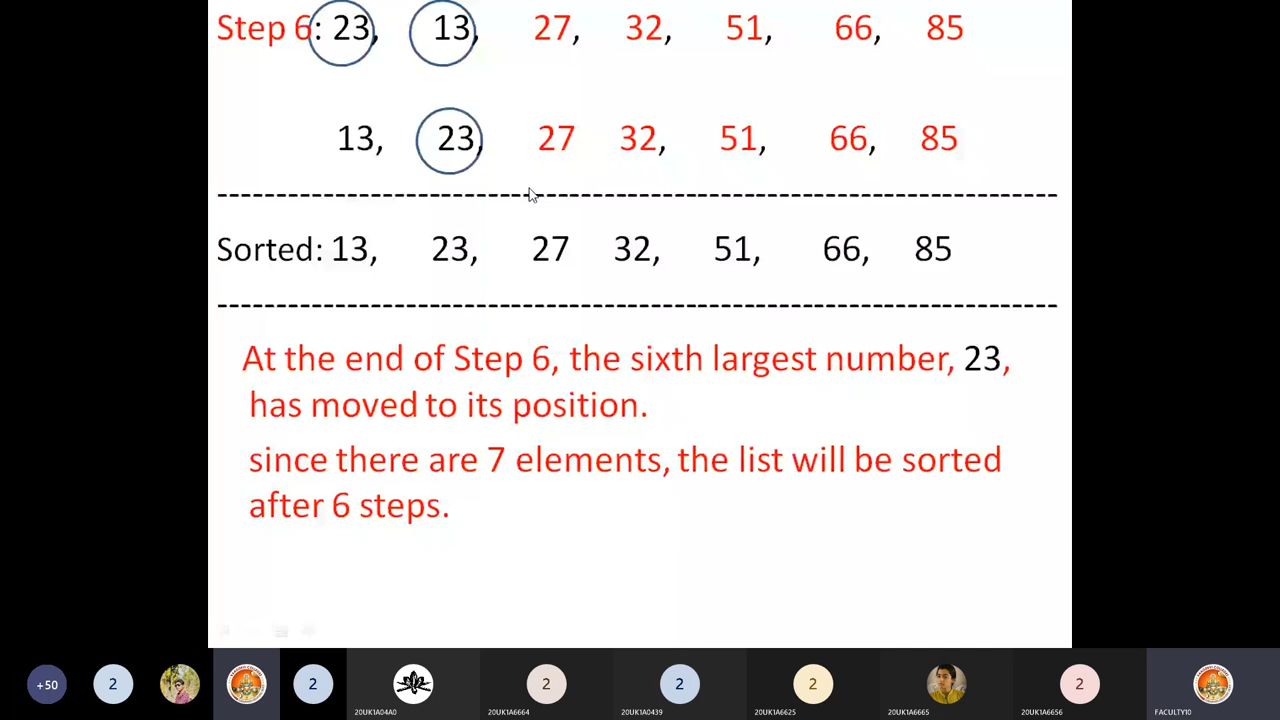 Step 6: 23, 13, 27, 32, 51, 66, 85
13, 23, 27 32, 51, 66, 85
--------------------------------------------------------------------------------
Sorted: 13, 23, 27 32, 51, 66, 85
--------------------------------------------------------------------------------
At the end of Step 6, the sixth largest number, 23,
has moved to its position.
since there are 7 elements, the list will be sorted
after 6 steps.
+50 2 2 2 2 2 2
20UK1A04A0 20UK1A6664 20UK1A0439 20UK1A6625 20UK1A6665 20UK1A6656 FACULTY10